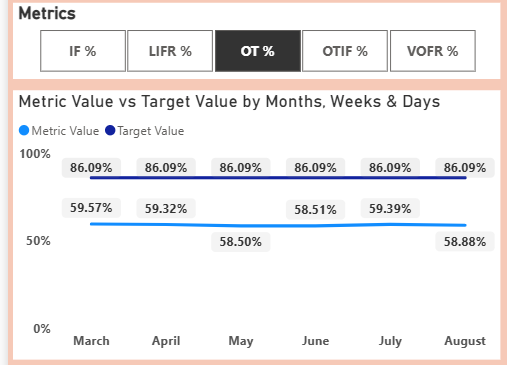 Metrics
IF % LIFR % OT % OTIF % VOFR %
Metric Value vs Target Value by Months, Weeks & Days
Metric Value Target Value
100%
86.09% 86.09% 86.09% 86.09% 86.09% 86.09%
59.57% 59.32% 58.51% 59.39%
50%
58.50% 58.88%
0%
March April May June July August